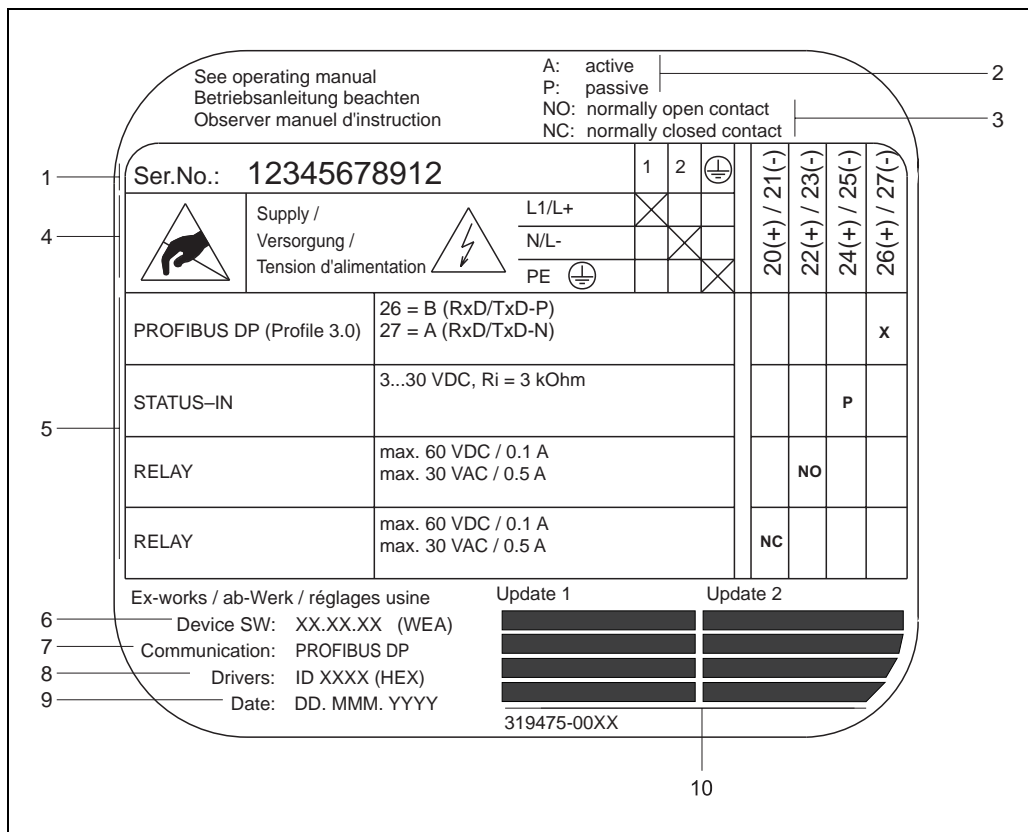 See operating manual
Betriebsanleitung beachten
Observer manuel d'instruction
A: active
P: passive
NO: normally open contact
NC: normally closed contact
2
3
1
Ser.No.: 12345678912
1 2
20(+) / 21(-)
22(+) / 23(-)
24(+) / 25(-)
26(+) / 27(-)
4
Supply /
Versorgung /
Tension d'alimentation
L1/L+
N/L-
PE
5
PROFIBUS DP (Profile 3.0)
26 = B (RxD/TxD-P)
27 = A (RxD/TxD-N)
X
STATUS–IN
3...30 VDC, Ri = 3 kOhm
P
RELAY
max. 60 VDC / 0.1 A
max. 30 VAC / 0.5 A
NO
RELAY
max. 60 VDC / 0.1 A
max. 30 VAC / 0.5 A
NC
Ex-works / ab-Werk / réglages usine
Update 1
Update 2
6
Device SW: XX.XX.XX (WEA)
7
Communication: PROFIBUS DP
8
Drivers: ID XXXX (HEX)
9
Date: DD. MMM. YYYY
319475-00XX
10